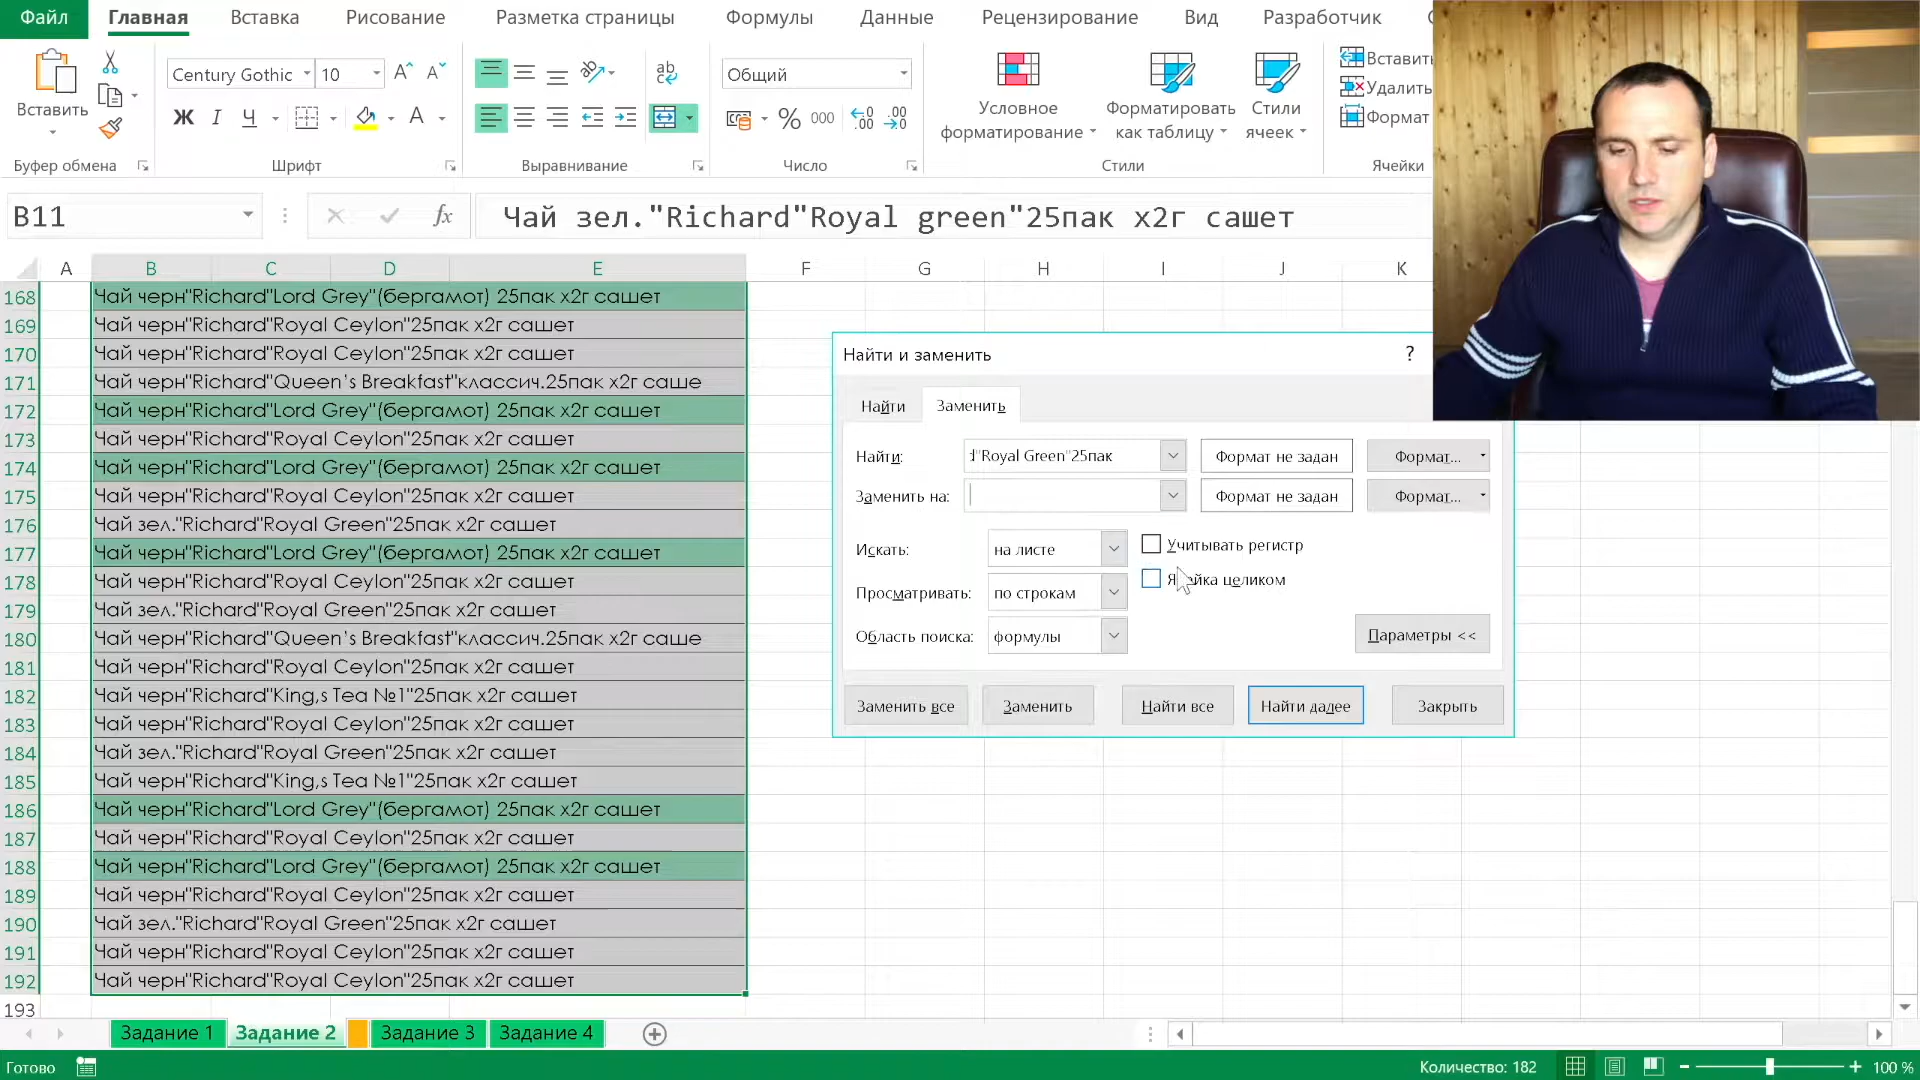 Файл Главная Вставка Рисование Разметка страницы Формулы Данные Рецензирование Вид Разработчик
Вставить
Century Gothic 10
Ж К Ч А
Общий
% 000
Условное форматирование
Форматировать как таблицу
Стили ячеек
Вставить
Удалить
Формат
Буфер обмена Шрифт Выравнивание Число Стили Ячейки
B11 fx Чай зел."Richard"Royal green"25пак х2г сашет
A B C D E F G H I J K
168 Чай черн"Richard"Lord Grey"(бергамот) 25пак х2г сашет
169 Чай черн"Richard"Royal Ceylon"25пак х2г сашет
170 Чай черн"Richard"Royal Ceylon"25пак х2г сашет
171 Чай черн"Richard"Queen's Breakfast"классич.25пак х2г саше
172 Чай черн"Richard"Lord Grey"(бергамот) 25пак х2г сашет
173 Чай черн"Richard"Royal Ceylon"25пак х2г сашет
174 Чай черн"Richard"Lord Grey"(бергамот) 25пак х2г сашет
175 Чай черн"Richard"Royal Ceylon"25пак х2г сашет
176 Чай зел."Richard"Royal Green"25пак х2г сашет
177 Чай черн"Richard"Lord Grey"(бергамот) 25пак х2г сашет
178 Чай черн"Richard"Royal Ceylon"25пак х2г сашет
179 Чай зел."Richard"Royal Green"25пак х2г сашет
180 Чай черн"Richard"Queen's Breakfast"классич.25пак х2г саше
181 Чай черн"Richard"Royal Ceylon"25пак х2г сашет
182 Чай черн"Richard"King,s Tea №1"25пак х2г сашет
183 Чай черн"Richard"Royal Ceylon"25пак х2г сашет
184 Чай зел."Richard"Royal Green"25пак х2г сашет
185 Чай черн"Richard"King,s Tea №1"25пак х2г сашет
186 Чай черн"Richard"Lord Grey"(бергамот) 25пак х2г сашет
187 Чай черн"Richard"Royal Ceylon"25пак х2г сашет
188 Чай черн"Richard"Lord Grey"(бергамот) 25пак х2г сашет
189 Чай черн"Richard"Royal Ceylon"25пак х2г сашет
190 Чай зел."Richard"Royal Green"25пак х2г сашет
191 Чай черн"Richard"Royal Ceylon"25пак х2г сашет
192 Чай черн"Richard"Royal Ceylon"25пак х2г сашет
193
Найти и заменить ?
Найти Заменить
Найти: "Royal Green"25пак Формат не задан Формат...
Заменить на: Формат не задан Формат...
Искать: на листе Учитывать регистр
Просматривать: по строкам Ячейка целиком
Область поиска: формулы Параметры <<
Заменить все Заменить Найти все Найти далее Закрыть
Задание 1 Задание 2 Задание 3 Задание 4
Готово Количество: 182 100 %